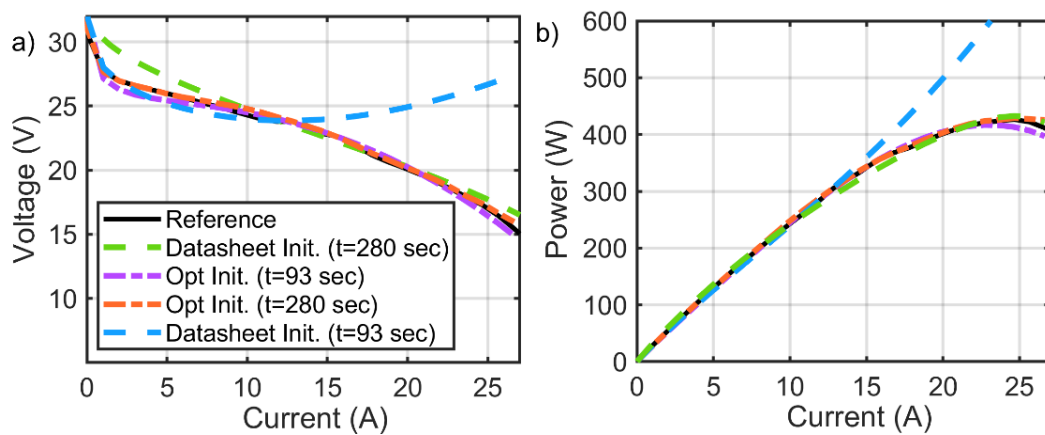 a)
30
25
20
15
10
Voltage (V)
Reference
Datasheet Init. (t=280 sec)
Opt Init. (t=93 sec)
Opt Init. (t=280 sec)
Datasheet Init. (t=93 sec)
0 5 10 15 20 25
Current (A)
b)
600
500
400
300
200
100
0
Power (W)
0 5 10 15 20 25
Current (A)